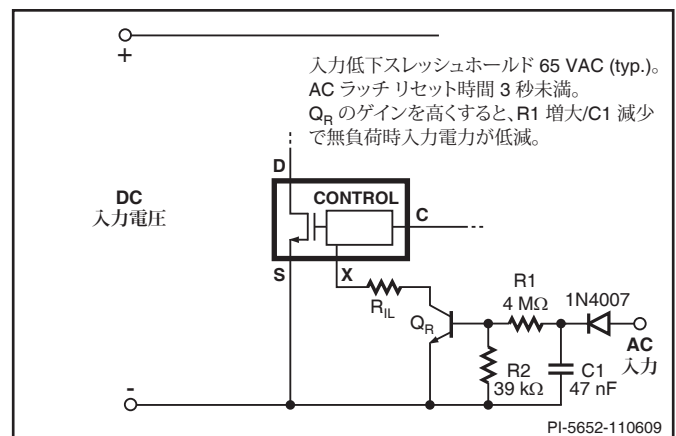 +
入力低下スレッシュホールド 65 VAC (typ.)。
AC ラッチ リセット時間 3 秒未満。
QR のゲインを高くすると、R1 増大/C1 減少
で無負荷時入力電力が低減。
D
DC
入力電圧
CONTROL
C
S
X
RIL
QR
R1
4 MΩ
1N4007
AC
入力
R2
39 kΩ
C1
47 nF
-
PI-5652-110609